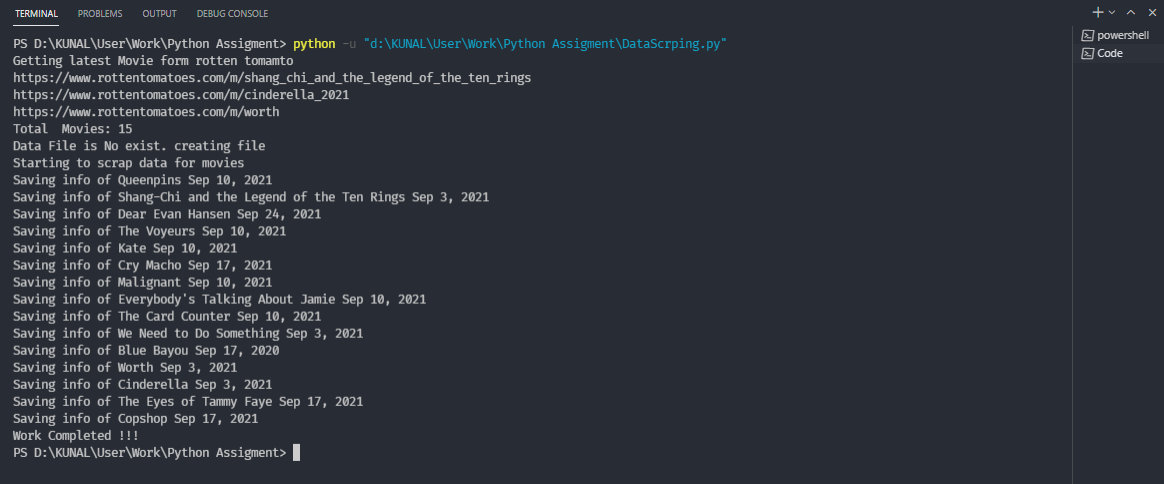 TERMINAL PROBLEMS OUTPUT DEBUG CONSOLE
PS D:\KUNAL\User\Work\Python Assigment> python -u "d:\KUNAL\User\Work\Python Assigment\DataScrping.py"
Getting latest Movie form rotten tomamto
https://www.rottentomatoes.com/m/shang_chi_and_the_legend_of_the_ten_rings
https://www.rottentomatoes.com/m/cinderella_2021
https://www.rottentomatoes.com/m/worth
Total  Movies: 15
Data File is No exist. creating file
Starting to scrap data for movies
Saving info of Queenpins Sep 10, 2021
Saving info of Shang-Chi and the Legend of the Ten Rings Sep 3, 2021
Saving info of Dear Evan Hansen Sep 24, 2021
Saving info of The Voyeurs Sep 10, 2021
Saving info of Kate Sep 10, 2021
Saving info of Cry Macho Sep 17, 2021
Saving info of Malignant Sep 10, 2021
Saving info of Everybody's Talking About Jamie Sep 10, 2021
Saving info of The Card Counter Sep 10, 2021
Saving info of We Need to Do Something Sep 3, 2021
Saving info of Blue Bayou Sep 17, 2020
Saving info of Worth Sep 3, 2021
Saving info of Cinderella Sep 3, 2021
Saving info of The Eyes of Tammy Faye Sep 17, 2021
Saving info of Copshop Sep 17, 2021
Work Completed !!!
PS D:\KUNAL\User\Work\Python Assigment>
powershell
Code